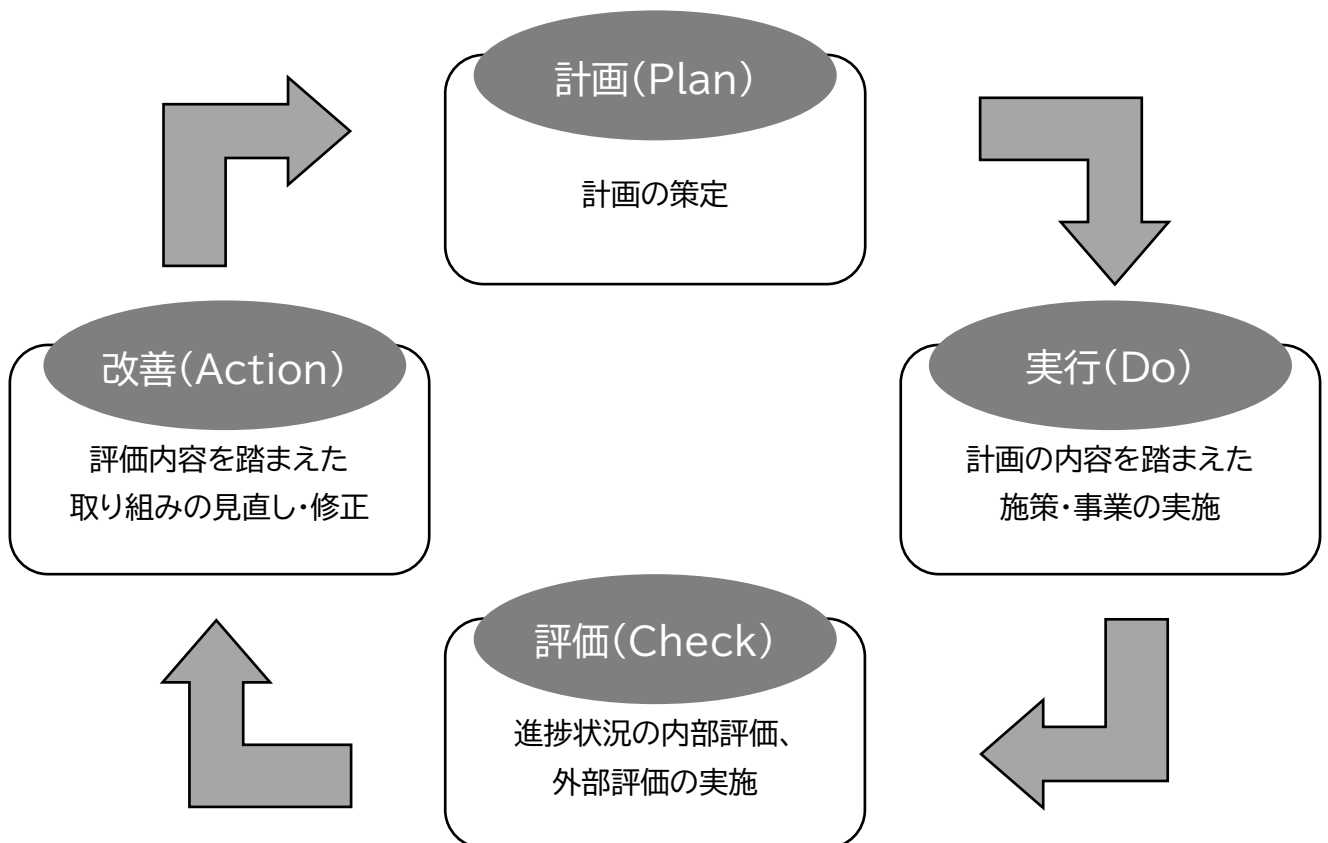 計画(Plan)
計画の策定
実行(Do)
計画の内容を踏まえた
施策・事業の実施
評価(Check)
進捗状況の内部評価、
外部評価の実施
改善(Action)
評価内容を踏まえた
取り組みの見直し・修正